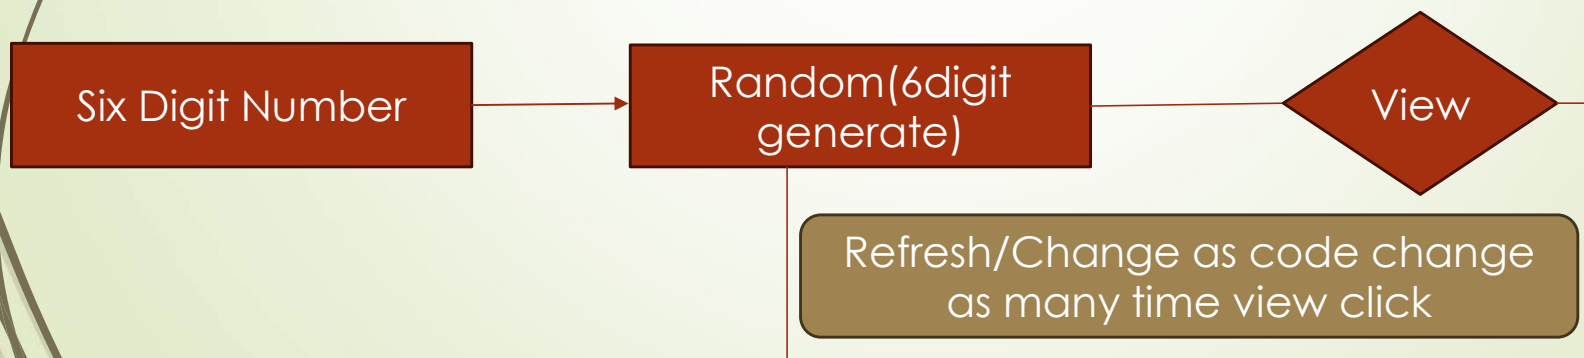 Six Digit Number
Random(6digit
generate)
View
Refresh/Change as code change
as many time view click